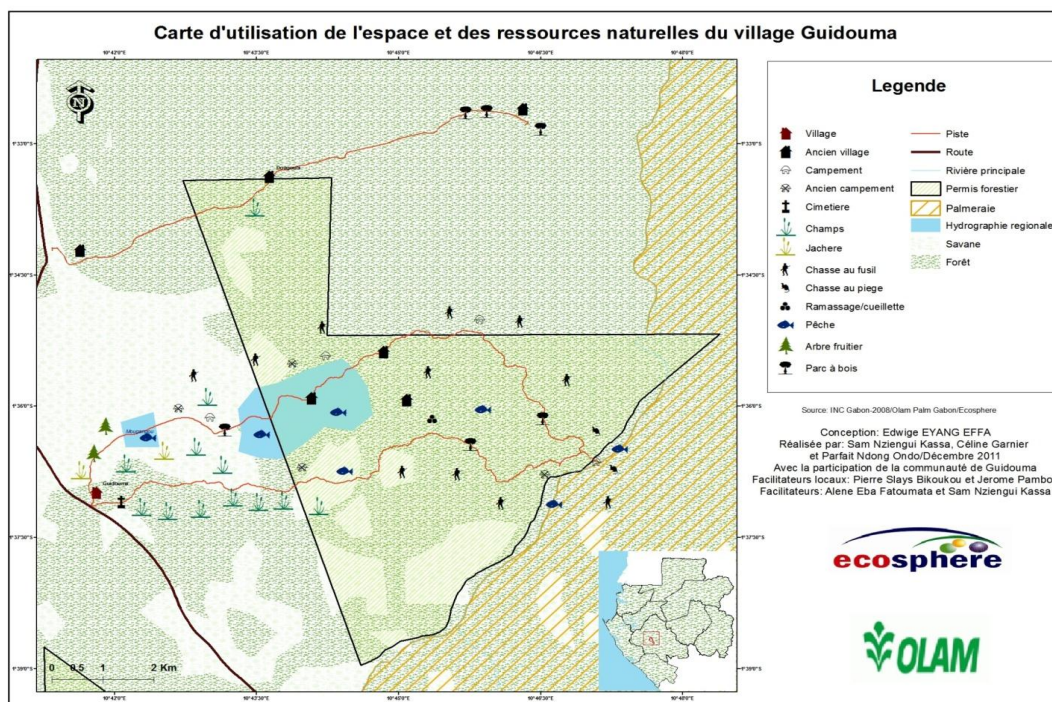 Carte d'utilisation de l'espace et des ressources naturelles du village Guidouma
Legende
Village
Ancien village
Campement
Ancien campement
Cimetiere
Champs
Jachere
Chasse au fusil
Chasse au piege
Ramassage/cueillette
Pêche
Arbre fruitier
Parc à bois
Piste
Route
Rivière principale
Permis forestier
Palmeraie
Hydrographie regionale
Savane
Forêt
Source: INC Gabon-2008/Olam Palm Gabon/Ecosphere
Conception: Edwige EYANG EFFA
Réalisée par: Sam Nziengui Kassa, Céline Garnier
et Parfait Ndong Ondo/Décembre 2011
Avec la participation de la communauté de Guidouma
Facilitateurs locaux: Pierre Slays Bikoukou et Jerome Pambo
Facilitateurs: Alene Eba Fatoumata et Sam Nziengui Kassa
ecosphere
OLAM
N
Guidouma
0 0.5 1 2 Km